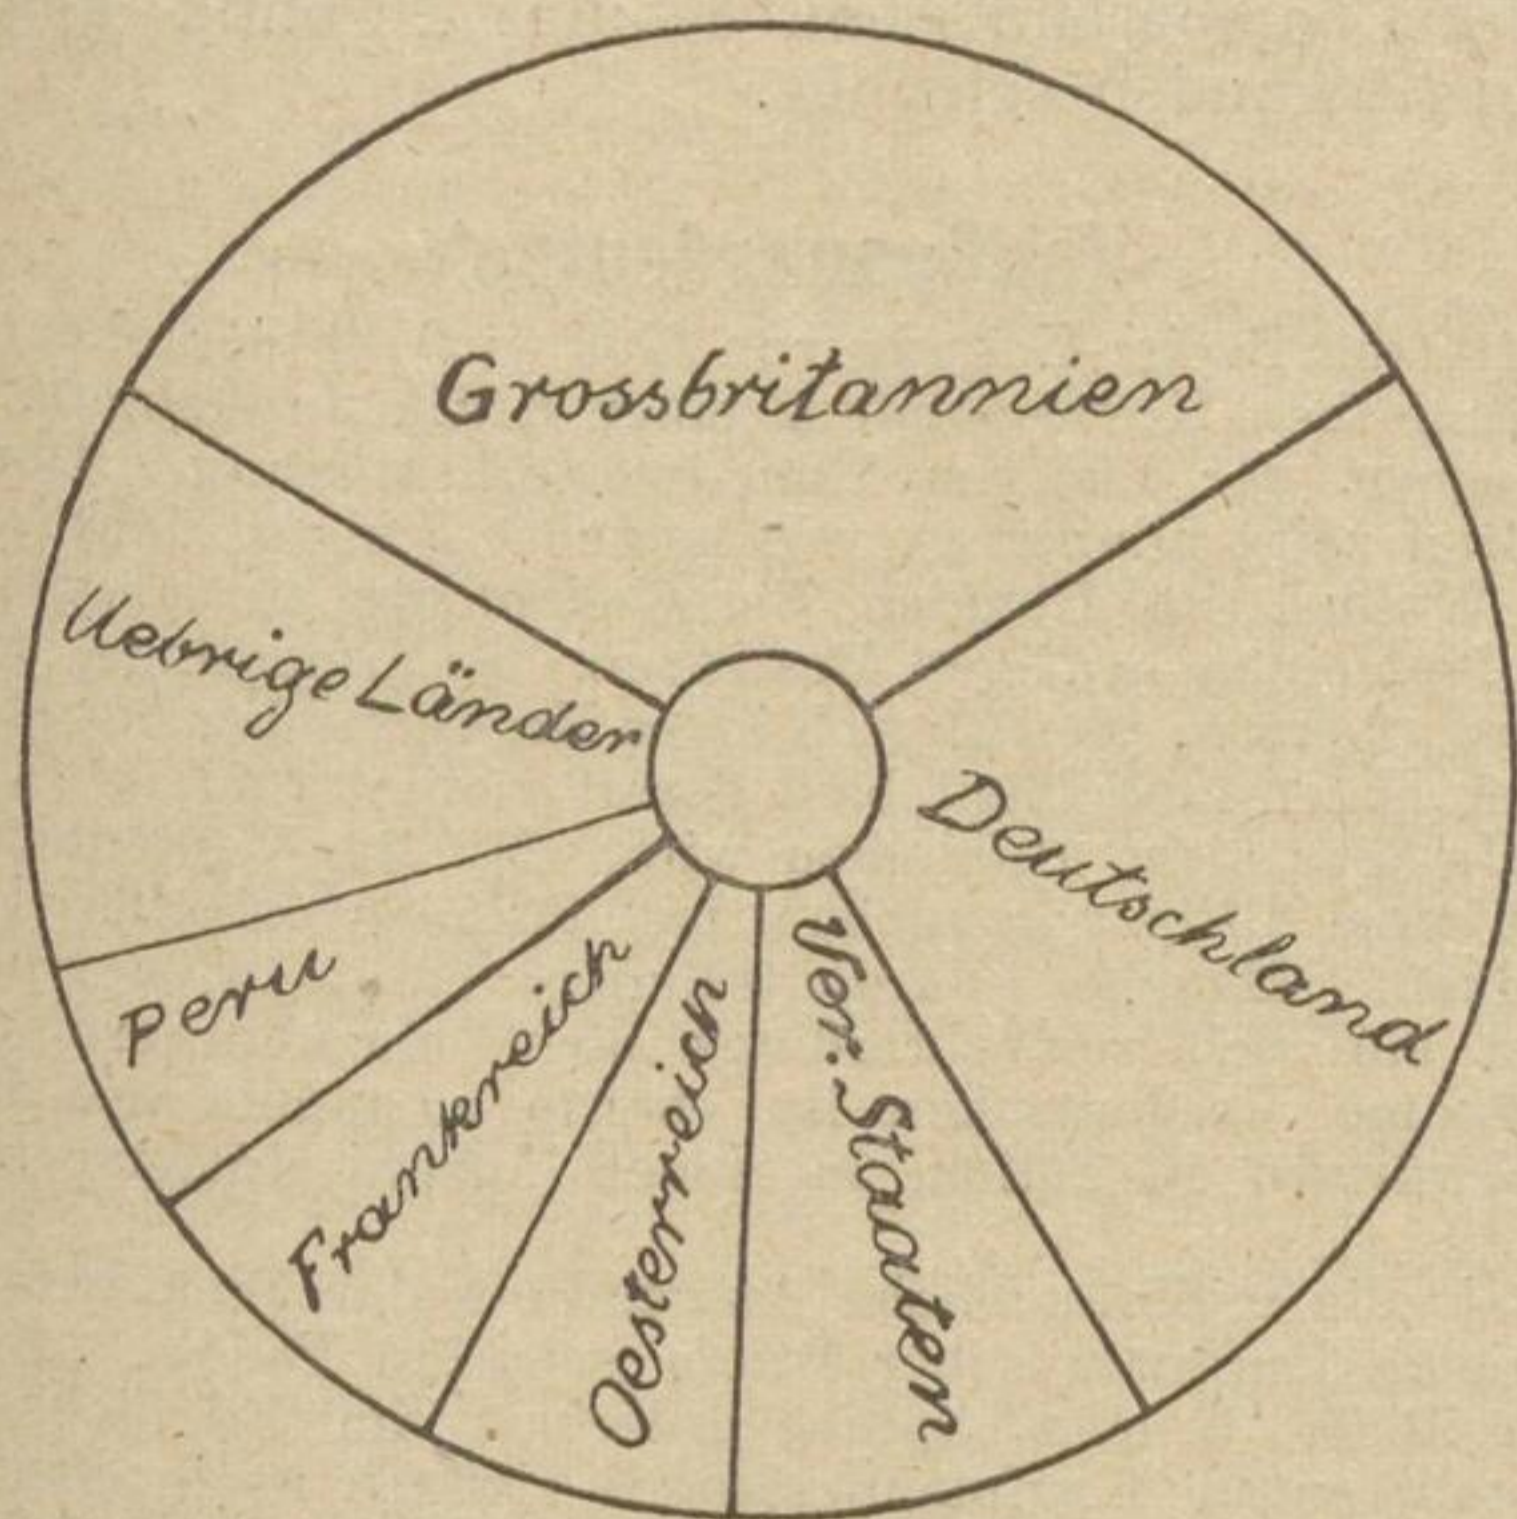 Grossbritannien
Deutschland
Ver. Staaten
Oesterreich
Frankreich
Peru
Uebrige Länder